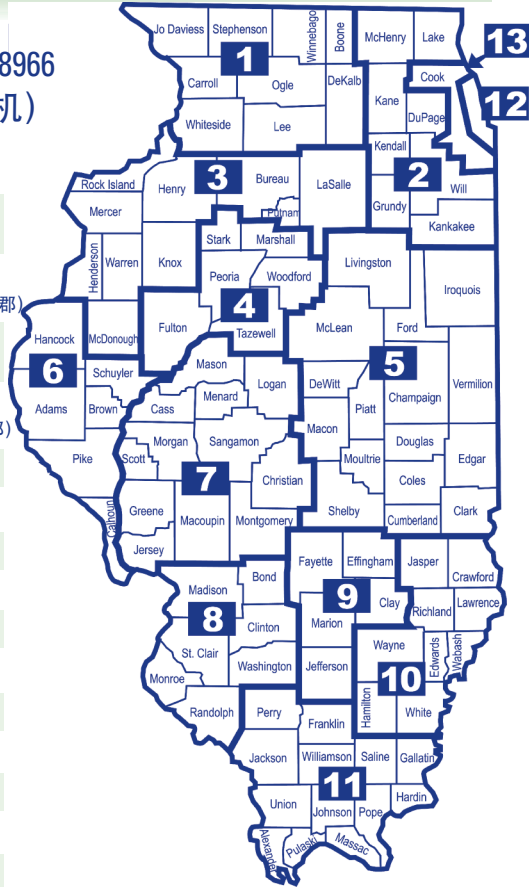 8966
机）
郡）
Jo Daviess
Stephenson
Winnebago
Boone
McHenry
Lake
13
1
Carroll
Ogle
DeKalb
Kane
Cook
12
DuPage
Whiteside
Lee
Kendall
2
Will
Grundy
Kankakee
Rock Island
Henry
3
Bureau
Putnam
LaSalle
Mercer
Henderson
Warren
Knox
Stark
Marshall
Peoria
Woodford
4
Tazewell
Fulton
Livingston
Iroquois
McLean
Ford
5
Hancock
McDonough
6
Schuyler
Adams
Brown
Pike
Calhoun
Mason
Logan
Menard
Cass
Morgan
Sangamon
Scott
7
Christian
Greene
Macoupin
Montgomery
Jersey
DeWitt
Piatt
Champaign
Vermilion
Macon
Moultrie
Douglas
Edgar
Coles
Shelby
Cumberland
Clark
Madison
Bond
8
Clinton
St. Clair
Washington
Monroe
Randolph
Fayette
Effingham
9
Clay
Marion
Jefferson
Jasper
Crawford
Richland
Lawrence
Wayne
Edwards
Wabash
10
Hamilton
White
Perry
Franklin
Jackson
Williamson
Saline
Gallatin
11
Union
Johnson
Pope
Hardin
Alexander
Pulaski
Massac